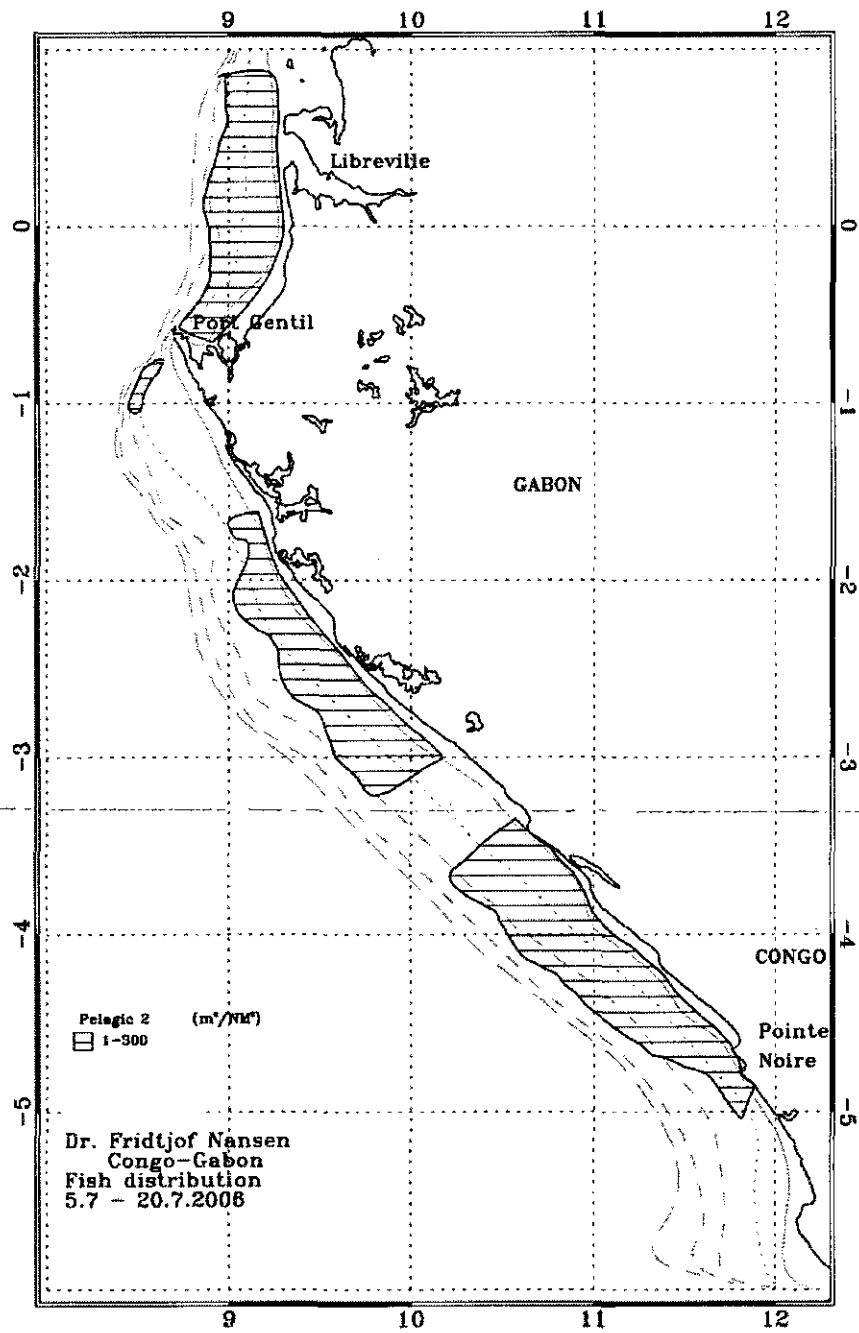 9 10 11 12
Libreville
0 0
Port Gentil
-1 -1
GABON
-2 -2
-3 -3
-4 -4
CONGO
Pelagic 2 (m²/NM²)
1-300
Pointe
Noire
-5 -5
Dr. Fridtjof Nansen
Congo-Gabon
Fish distribution
5.7 - 20.7.2006
9 10 11 12